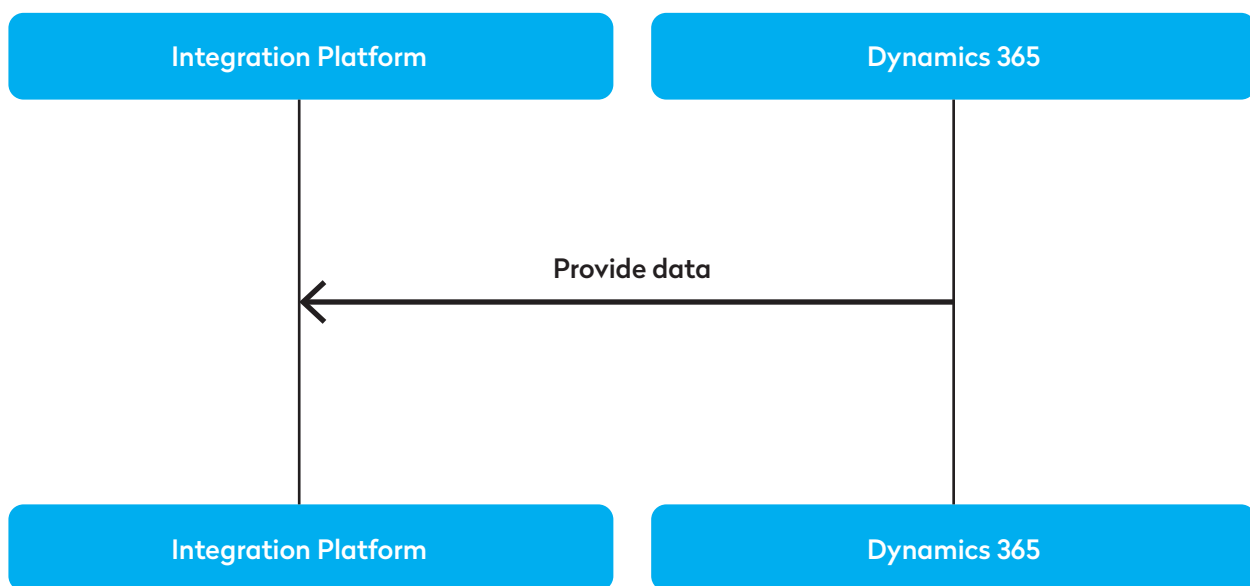 Integration Platform
Dynamics 365
Provide data
Integration Platform
Dynamics 365